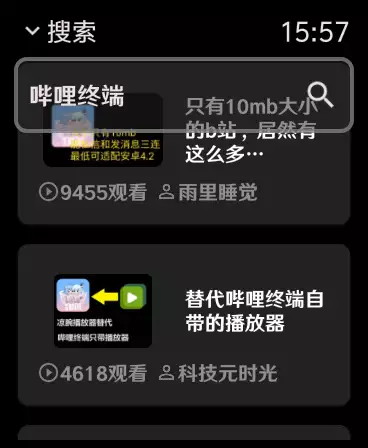 搜索
15:57
哔哩终端
只有10mb大小
的b站，居然有
这么多…
只有10mb
信和发消息三连
最低可适配安卓4.2
9455观看
雨里睡觉
替代哔哩终端自
带的播放器
凉腕播放器替代
哔哩终端只带播放器
4618观看
科技元时光